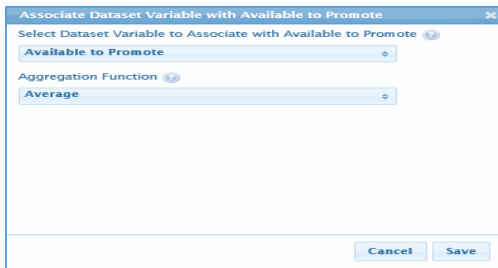 Associate Dataset Variable with Available to Promote
Select Dataset Variable to Associate with Available to Promote
Available to Promote
Aggregation Function
Average
Cancel Save